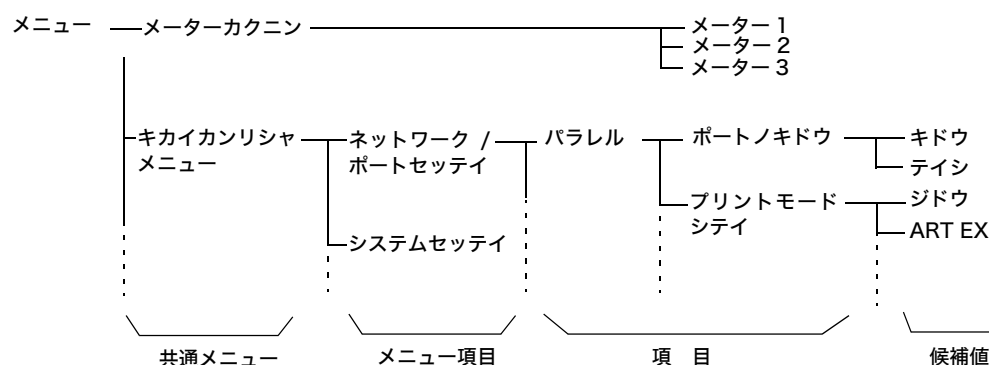 メニュー
メーターカクニン
メーター 1
メーター 2
メーター 3
キカイカンリシャ
メニュー
ネットワーク /
ポートセッテイ
パラレル
ポートノキドウ
キドウ
テイシ
プリントモード
シテイ
ジドウ
ART EX
システムセッテイ
共通メニュー
メニュー項目
項　目
候補値